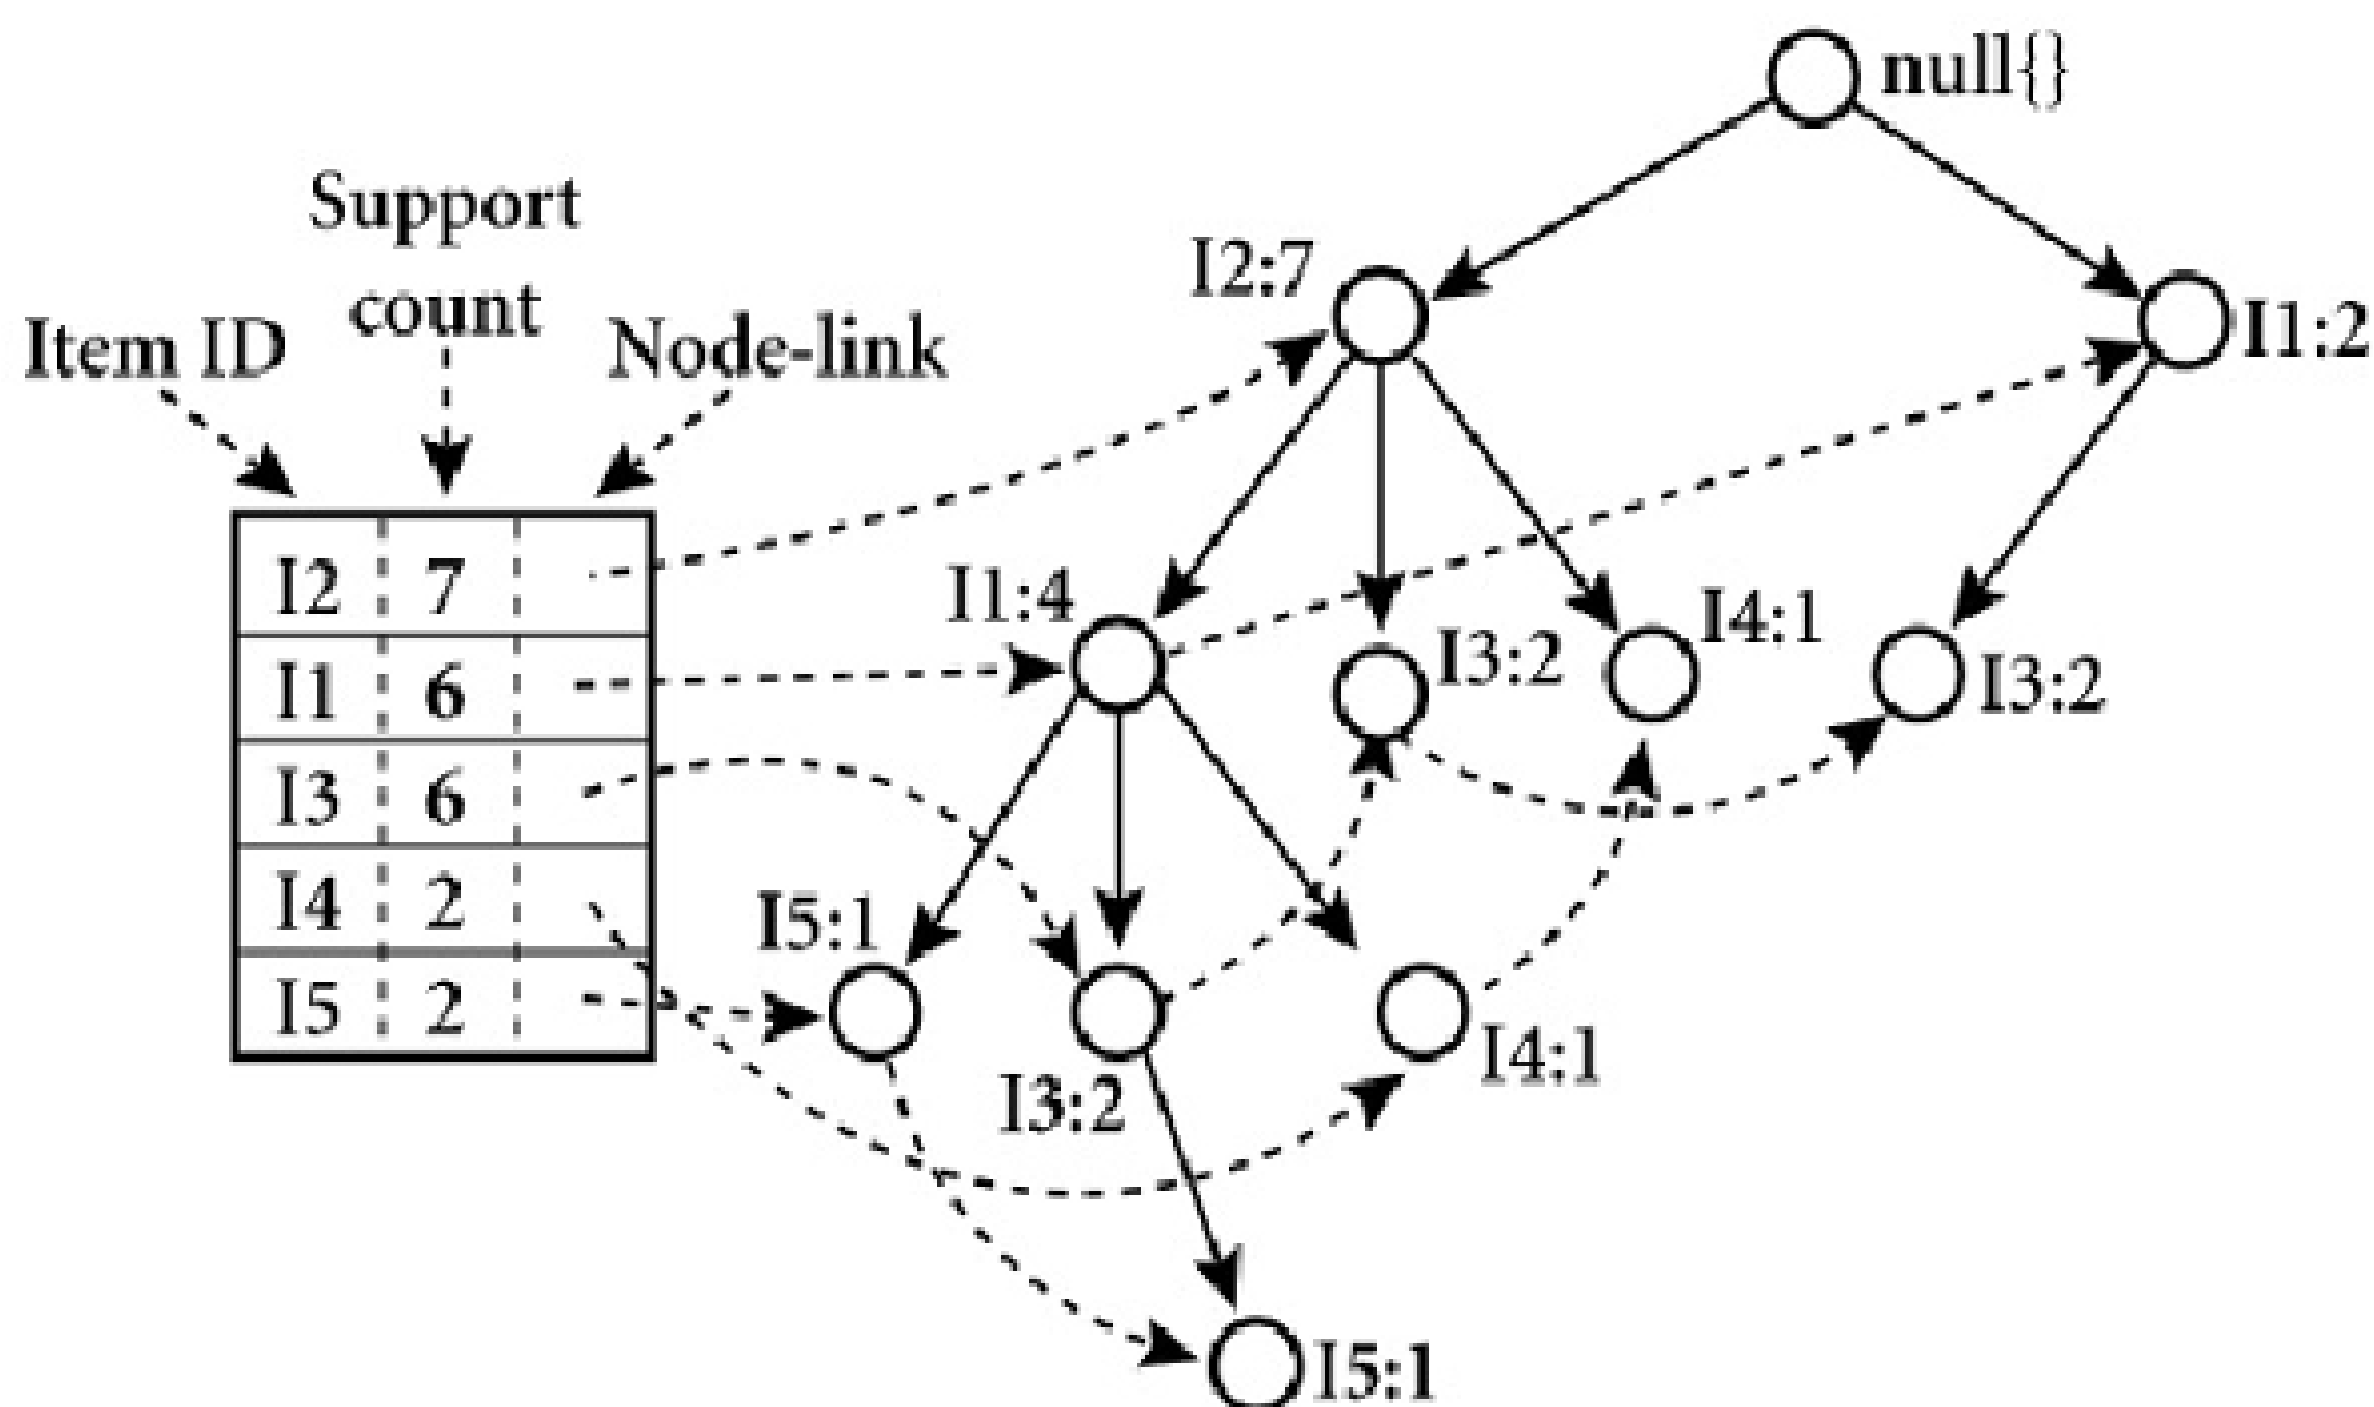 null{}
Support
count
Item ID
Node-link
I2:7
I1:2
I2 7
I1 6
I3 6
I4 2
I5 2
I1:4
I3:2
I4:1
I3:2
I5:1
I3:2
I4:1
I5:1